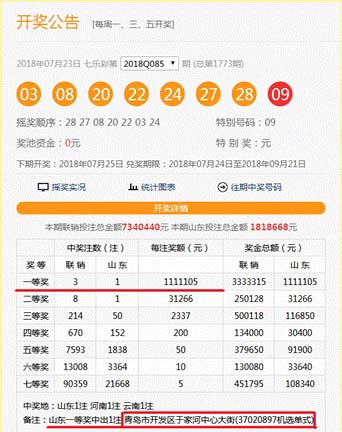 开奖公告 [每周一、三、五开奖]
2018年07月23日 七乐彩第 2018Q085 期 (总第1773期)
03 08 20 22 24 27 28 09
摇奖顺序：28 27 08 20 22 03 24 特别号码：09
奖池资金：0元 特 别 奖：元
下期开奖：2018年07月25日 兑奖期限：2018年07月24日至2018年09月21日
摇奖实况 统计图表 往期中奖号码
开奖详情
本期联销投注总金额7340440元 本期山东投注总金额 1818668元
中奖注数（注） 每注奖额（元） 奖金总额（元）
奖 等 联 销 山 东 联 销 山 东
一等奖 3 1 1111105 3333315 1111105
二等奖 8 1 31266 250128 31266
三等奖 214 50 2337 500118 116850
四等奖 670 152 200 134000 30400
五等奖 7593 1838 50 379650 91900
六等奖 13008 3364 10 130080 33640
七等奖 90359 21668 5 451795 108340
中奖地：山东1注 河南1注 云南1注
备注：山东一等奖中出1注青岛市开发区于家河中心大街(37020897机选单式)